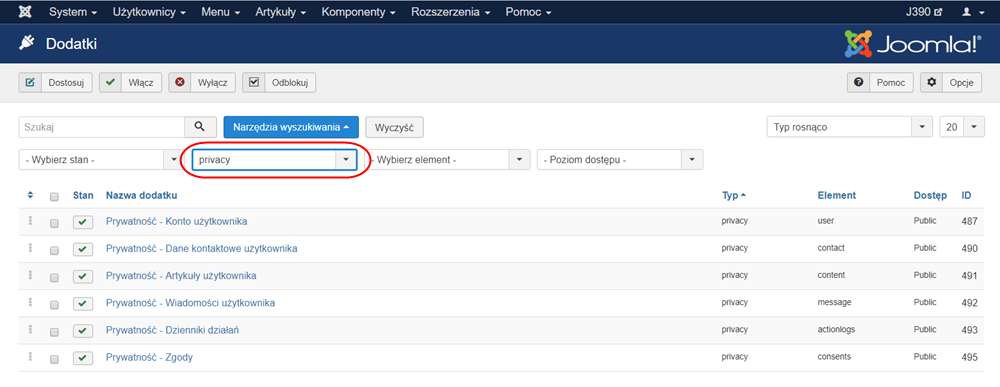 System Użytkownicy Menu Artykuły Komponenty Rozszerzenia Pomoc J390
Dodatki Joomla!®
Dostosuj Włącz Wyłącz Odblokuj Pomoc Opcje
Szukaj Narzędzia wyszukiwania Wyczyść Typ rosnąco 20
- Wybierz stan - privacy - Wybierz element - - Poziom dostępu -
Stan Nazwa dodatku Typ Element Dostęp ID
Prywatność - Konto użytkownika privacy user Public 487
Prywatność - Dane kontaktowe użytkownika privacy contact Public 490
Prywatność - Artykuły użytkownika privacy content Public 491
Prywatność - Wiadomości użytkownika privacy message Public 492
Prywatność - Dzienniki działań privacy actionlogs Public 493
Prywatność - Zgody privacy consents Public 495